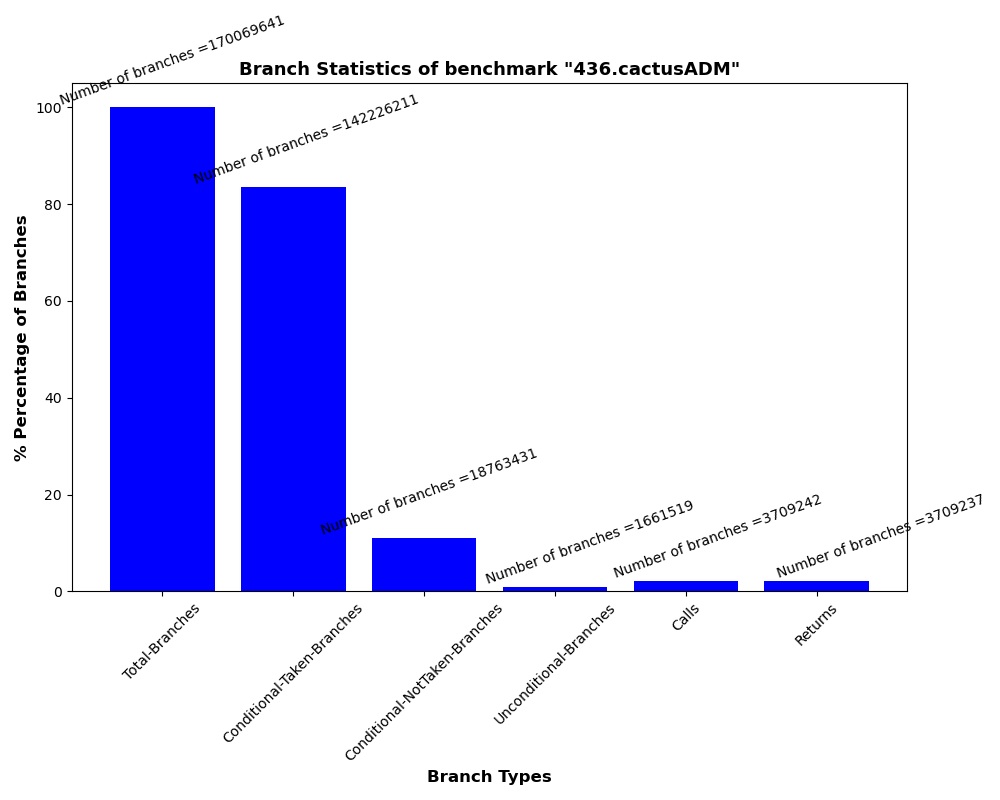 Branch Statistics of benchmark "436.cactusADM"
Number of branches =170069641
Number of branches =142226211
Number of branches =18763431
Number of branches =1661519
Number of branches =3709242
Number of branches =3709237
% Percentage of Branches
100
80
60
40
20
0
Total-Branches
Conditional-Taken-Branches
Conditional-NotTaken-Branches
Unconditional-Branches
Calls
Returns
Branch Types